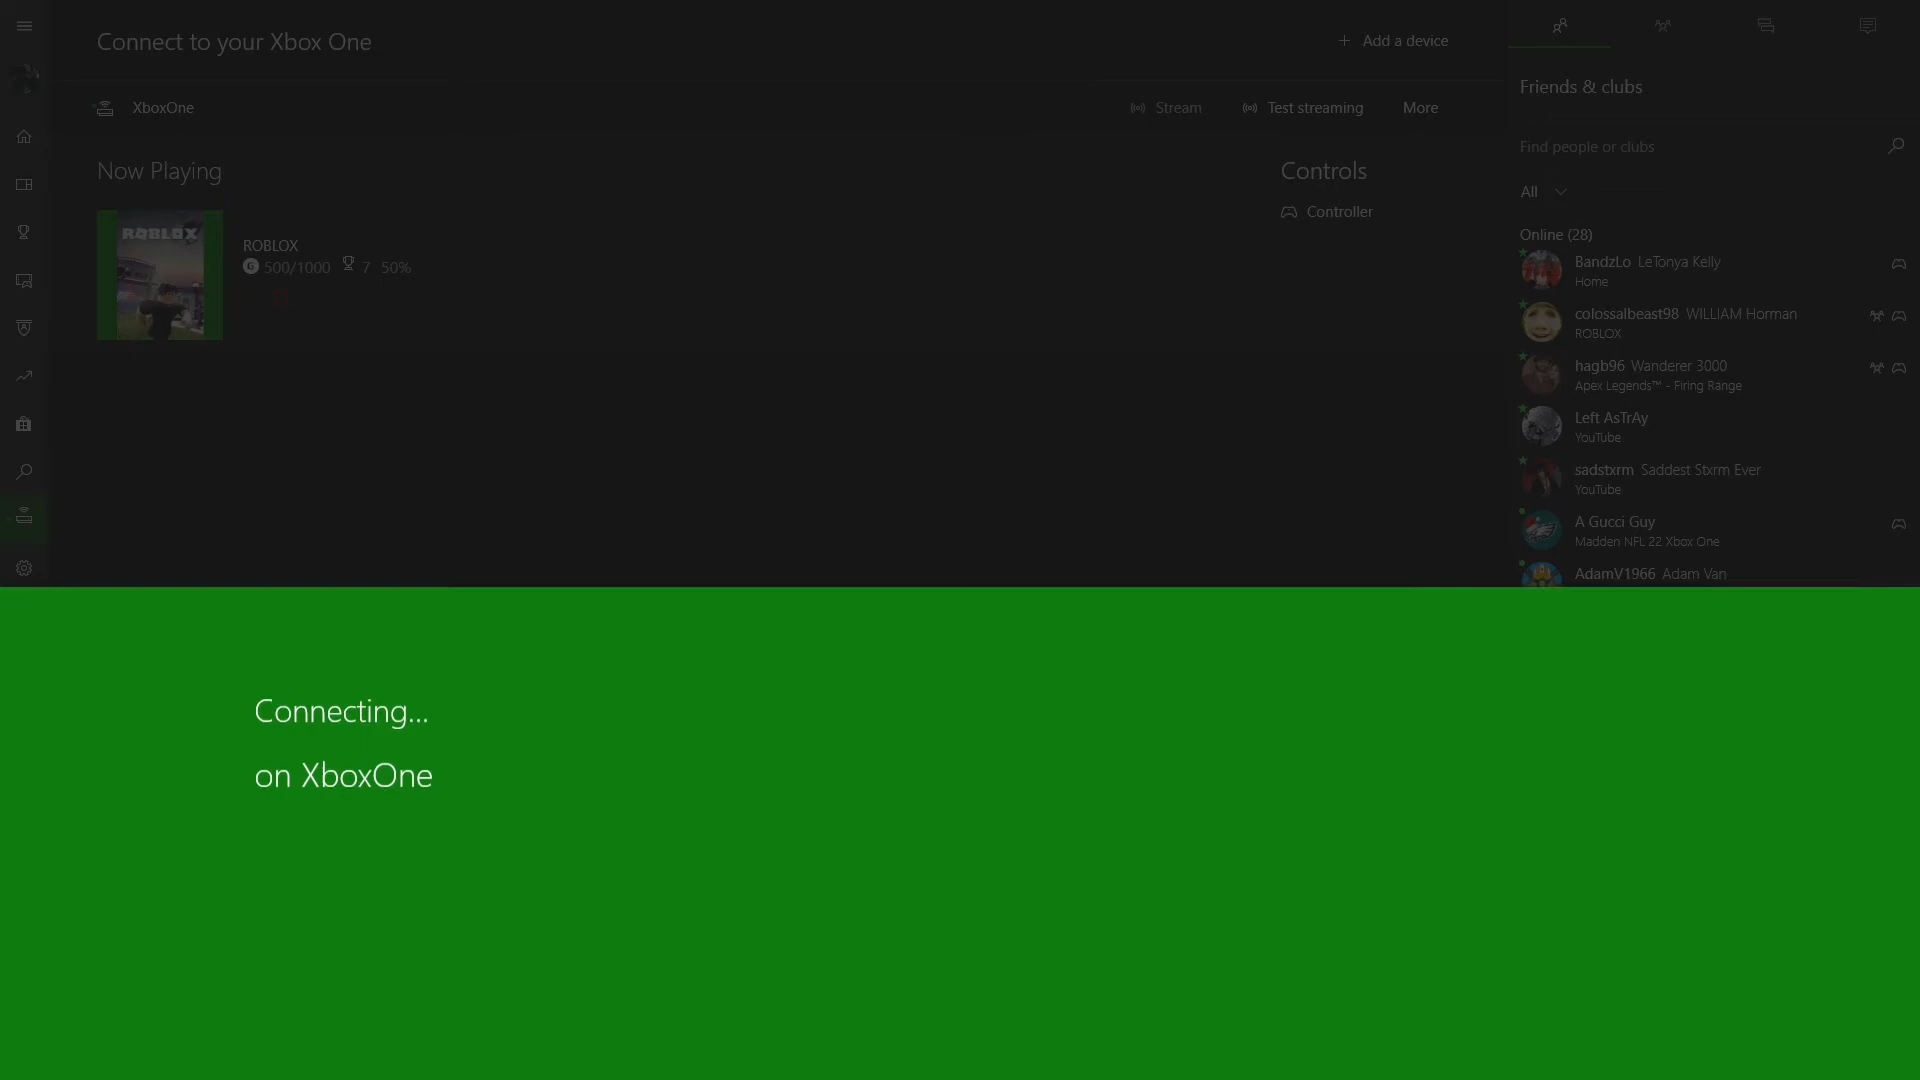 Connect to your Xbox One
Add a device
XboxOne
Stream
Test streaming
More
Now Playing
Controls
Controller
ROBLOX
ROBLOX
G 500/1000 7 50%
Friends & clubs
Find people or clubs
All
Online (28)
BandzLo LeTonya Kelly
Home
colossalbeast98 WILLIAM Horman
ROBLOX
hagb96 Wanderer 3000
Apex Legends™ - Firing Range
Left AsTrAy
YouTube
sadstxrm Saddest Stxrm Ever
YouTube
A Gucci Guy
Madden NFL 22 Xbox One
AdamV1966 Adam Van
Connecting...
on XboxOne